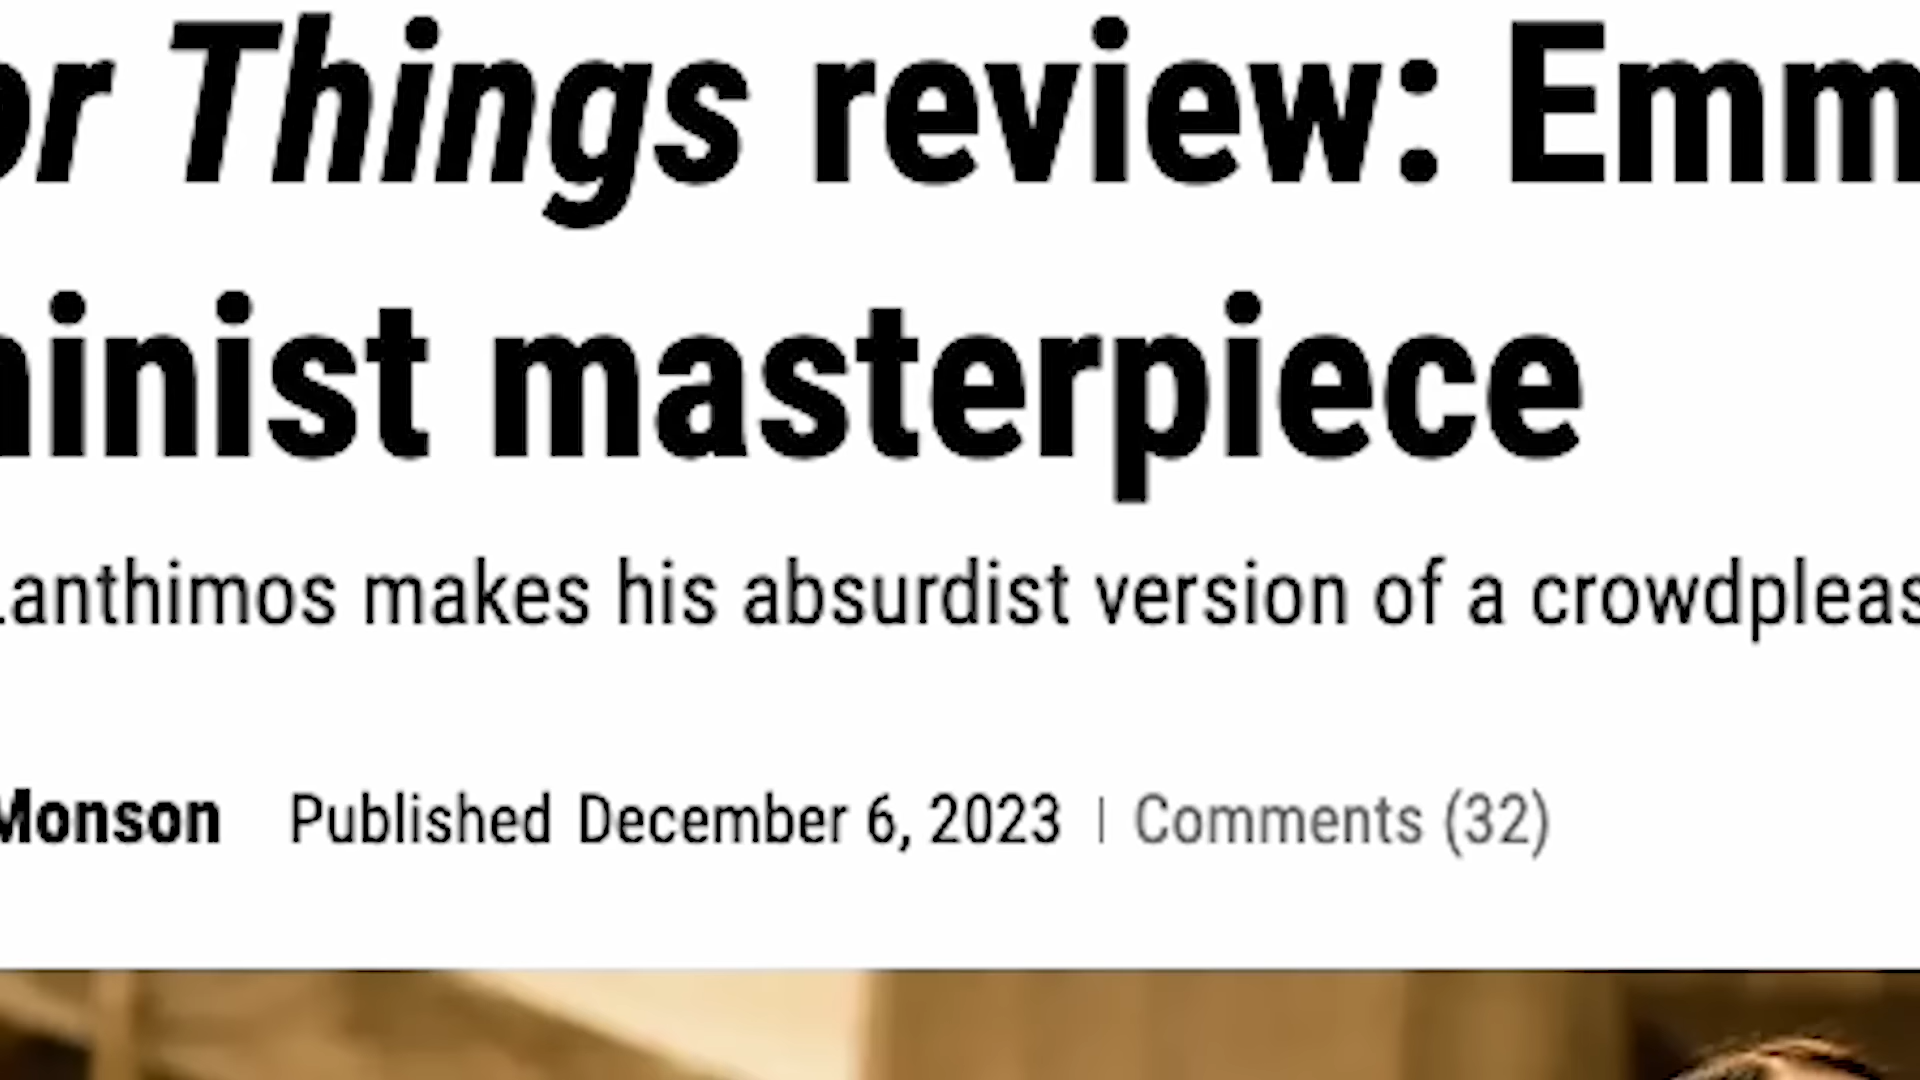 or Things review: Emm
ninist masterpiece
Lanthimos makes his absurdist version of a crowdpleas
Monson Published December 6, 2023 | Comments (32)